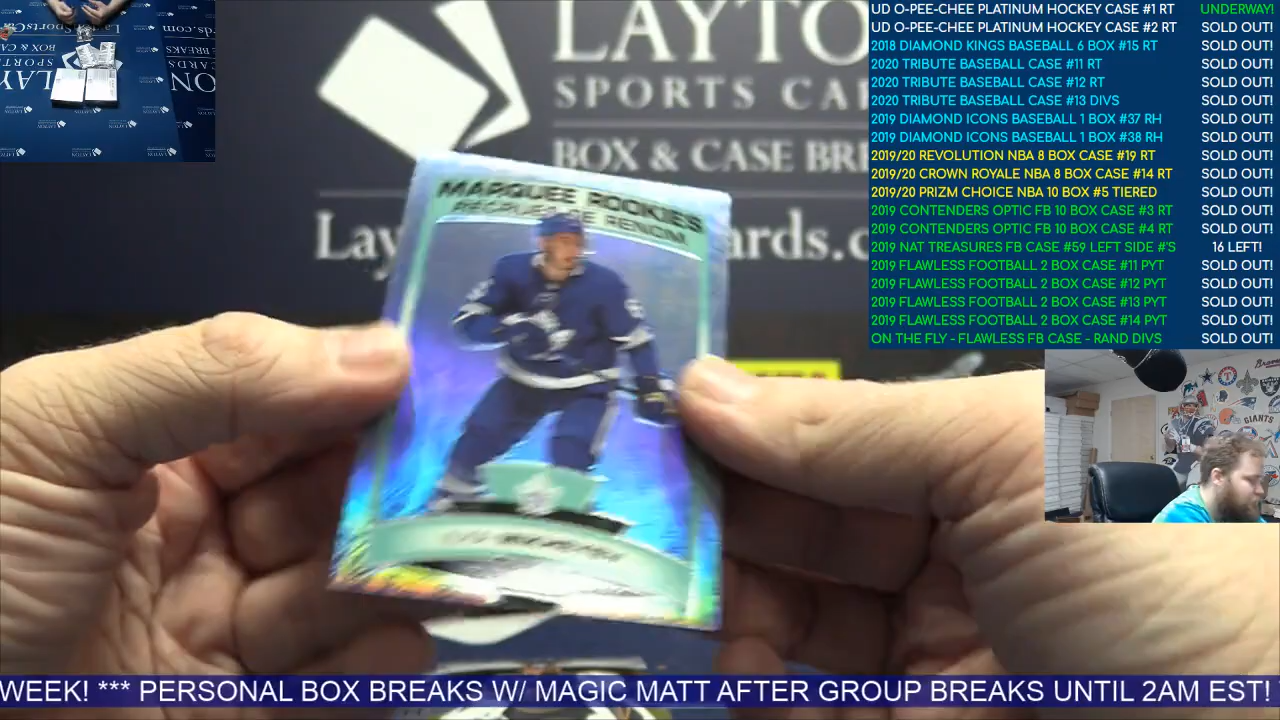 UD O-PEE-CHEE PLATINUM HOCKEY CASE #1 RT UNDERWAY!
UD O-PEE-CHEE PLATINUM HOCKEY CASE #2 RT SOLD OUT!
2018 DIAMOND KINGS BASEBALL 6 BOX #15 RT SOLD OUT!
2020 TRIBUTE BASEBALL CASE #11 RT SOLD OUT!
2020 TRIBUTE BASEBALL CASE #12 RT SOLD OUT!
2020 TRIBUTE BASEBALL CASE #13 DIVS SOLD OUT!
2019 DIAMOND ICONS BASEBALL 1 BOX #37 RH SOLD OUT!
2019 DIAMOND ICONS BASEBALL 1 BOX #38 RH SOLD OUT!
2019/20 REVOLUTION NBA 8 BOX CASE #19 RT SOLD OUT!
2019/20 CROWN ROYALE NBA 8 BOX CASE #14 RT SOLD OUT!
2019/20 PRIZM CHOICE NBA 10 BOX #5 TIERED SOLD OUT!
2019 CONTENDERS OPTIC FB 10 BOX CASE #3 RT SOLD OUT!
2019 CONTENDERS OPTIC FB 10 BOX CASE #4 RT SOLD OUT!
2019 NAT TREASURES FB CASE #59 LEFT SIDE #'S 16 LEFT!
2019 FLAWLESS FOOTBALL 2 BOX CASE #11 PYT SOLD OUT!
2019 FLAWLESS FOOTBALL 2 BOX CASE #12 PYT SOLD OUT!
2019 FLAWLESS FOOTBALL 2 BOX CASE #13 PYT SOLD OUT!
2019 FLAWLESS FOOTBALL 2 BOX CASE #14 PYT SOLD OUT!
ON THE FLY - FLAWLESS FB CASE - RAND DIVS SOLD OUT!
LAYTON
SPORTS CAR
BOX & CASE BRE
Lay ards.c
MARQUEE ROOKIES
RECRUE DE RENOM
GIANTS
WEEK! *** PERSONAL BOX BREAKS W/ MAGIC MATT AFTER GROUP BREAKS UNTIL 2AM EST!